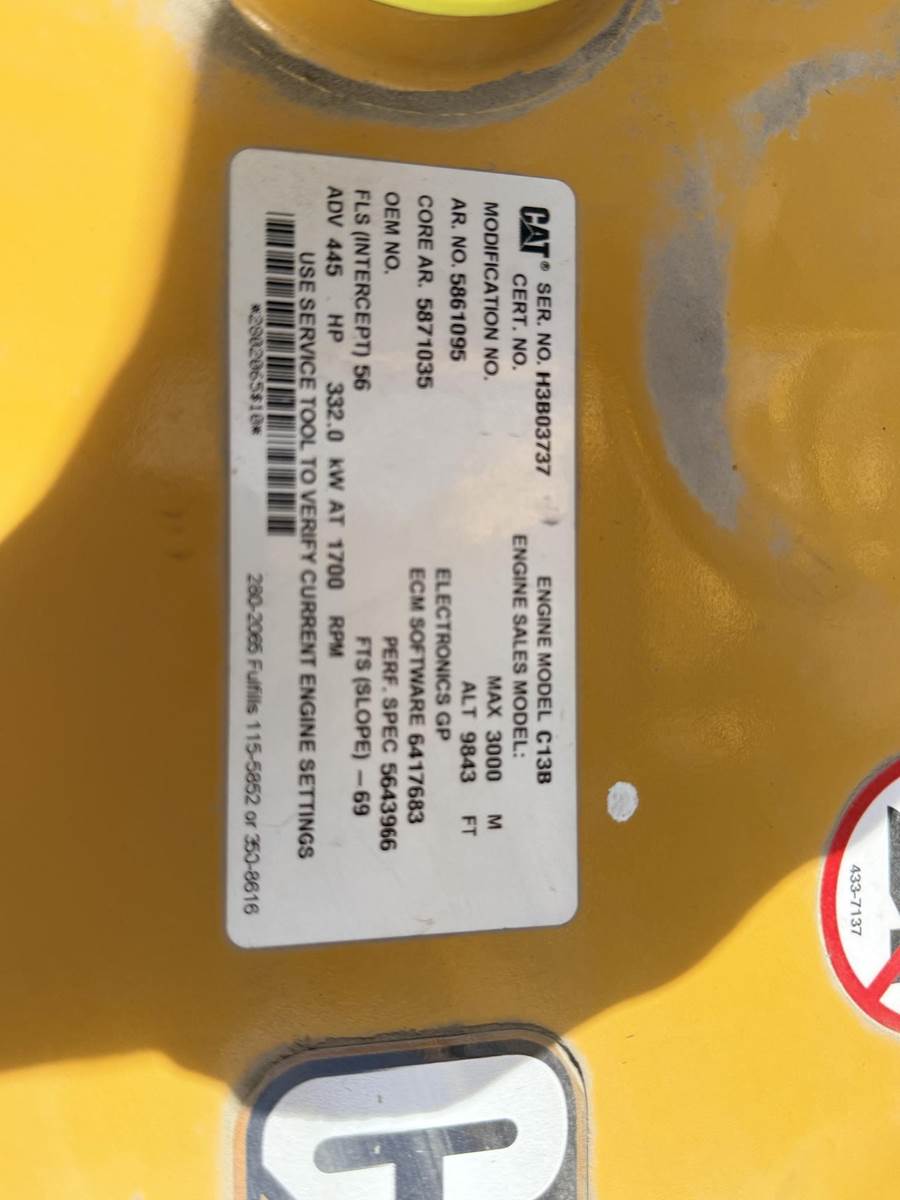 CAT® SER. NO. H3B03737 ENGINE MODEL C13B
CERT. NO. ENGINE SALES MODEL:
MODIFICATION NO. MAX 3000 M
AR. NO. 5861095 ALT 9843 FT
ELECTRONICS GP
CORE AR. 5871035 ECM SOFTWARE 6417683
OEM NO. PERF. SPEC 5643966
FLS (INTERCEPT) 56 FTS (SLOPE) -69
ADV 445 HP 332.0 kW AT 1700 RPM
USE SERVICE TOOL TO VERIFY CURRENT ENGINE SETTINGS
*2802065$10*
280-2065 Fulfills 115-5852 or 350-8616
433-7137